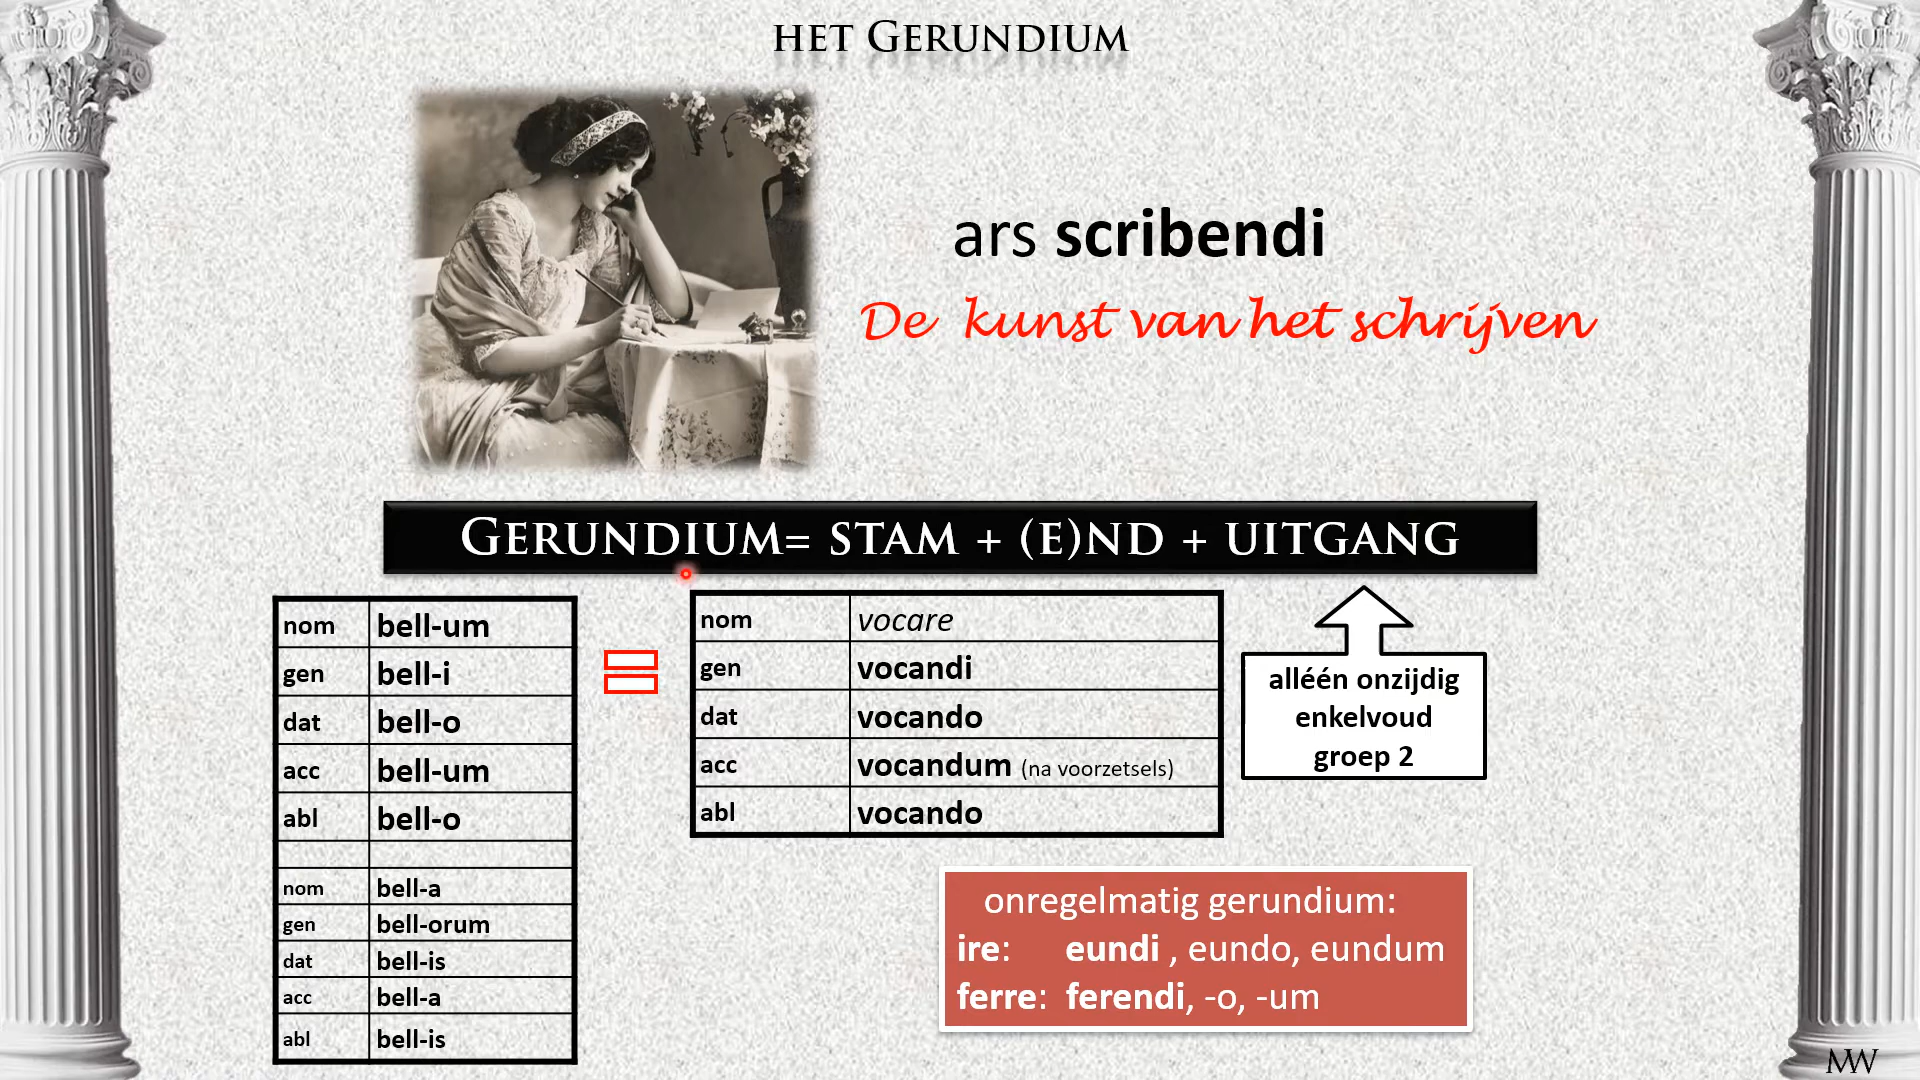 HET GERUNDIUM
ars scribendi
De kunst van het schrijven
GERUNDIUM= STAM + (E)ND + UITGANG
nom bell-um
gen bell-i
dat bell-o
acc bell-um
abl bell-o
nom bell-a
gen bell-orum
dat bell-is
acc bell-a
abl bell-is
nom vocare
gen vocandi
dat vocando
acc vocandum (na voorzetsels)
abl vocando
alléén onzijdig
enkelvoud
groep 2
onregelmatig gerundium:
ire: eundi , eundo, eundum
ferre: ferendi, -o, -um
MW